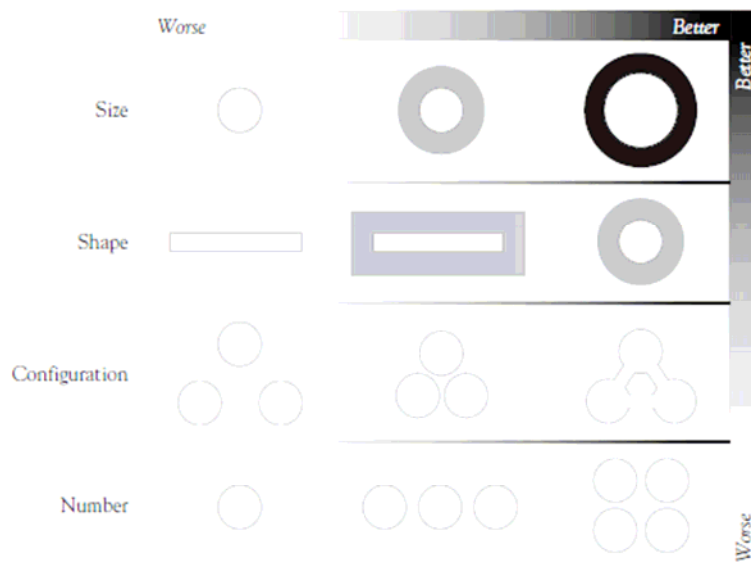 Worse
Better
Better
Size
Shape
Configuration
Number
Worse